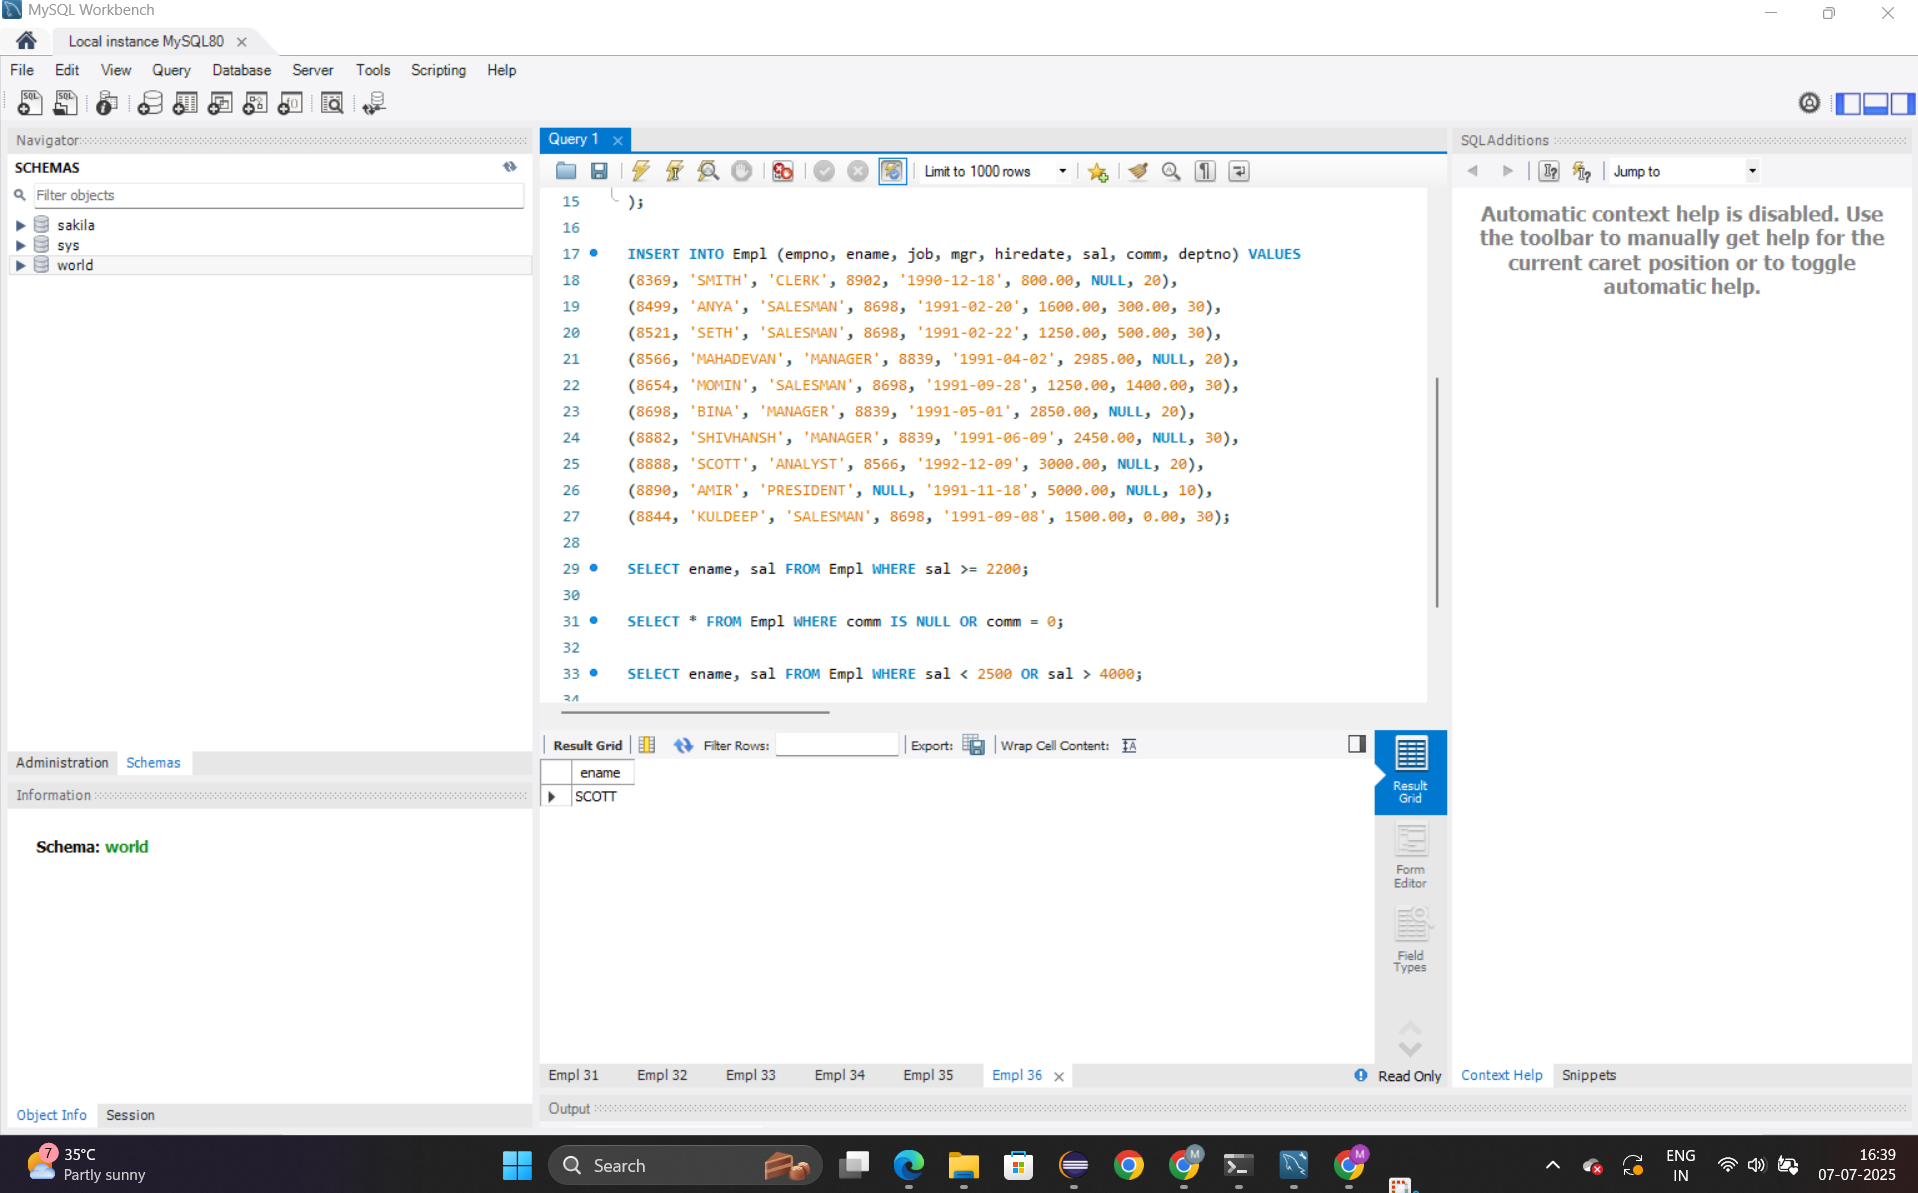 MySQL Workbench
Local instance MySQL80
File Edit View Query Database Server Tools Scripting Help
Navigator
SCHEMAS
Filter objects
sakila
sys
world
Administration Schemas
Information
Schema: world
Object Info Session
Query 1
Limit to 1000 rows
15 );
16
17 INSERT INTO Empl (empno, ename, job, mgr, hiredate, sal, comm, deptno) VALUES
18 (8369, 'SMITH', 'CLERK', 8902, '1990-12-18', 800.00, NULL, 20),
19 (8499, 'ANYA', 'SALESMAN', 8698, '1991-02-20', 1600.00, 300.00, 30),
20 (8521, 'SETH', 'SALESMAN', 8698, '1991-02-22', 1250.00, 500.00, 30),
21 (8566, 'MAHADEVAN', 'MANAGER', 8839, '1991-04-02', 2985.00, NULL, 20),
22 (8654, 'MOMIN', 'SALESMAN', 8698, '1991-09-28', 1250.00, 1400.00, 30),
23 (8698, 'BINA', 'MANAGER', 8839, '1991-05-01', 2850.00, NULL, 20),
24 (8882, 'SHIVHANSH', 'MANAGER', 8839, '1991-06-09', 2450.00, NULL, 30),
25 (8888, 'SCOTT', 'ANALYST', 8566, '1992-12-09', 3000.00, NULL, 20),
26 (8890, 'AMIR', 'PRESIDENT', NULL, '1991-11-18', 5000.00, NULL, 10),
27 (8844, 'KULDEEP', 'SALESMAN', 8698, '1991-09-08', 1500.00, 0.00, 30);
28
29 SELECT ename, sal FROM Empl WHERE sal >= 2200;
30
31 SELECT * FROM Empl WHERE comm IS NULL OR comm = 0;
32
33 SELECT ename, sal FROM Empl WHERE sal < 2500 OR sal > 4000;
34
Result Grid Filter Rows: Export: Wrap Cell Content:
ename
SCOTT
Result
Grid
Form
Editor
Field
Types
Empl 31 Empl 32 Empl 33 Empl 34 Empl 35 Empl 36 Read Only
Output
SQLAdditions
Jump to
Automatic context help is disabled. Use
the toolbar to manually get help for the
current caret position or to toggle
automatic help.
Context Help Snippets
7
35°C
Partly sunny
Search
M
M
ENG
IN
16:39
07-07-2025